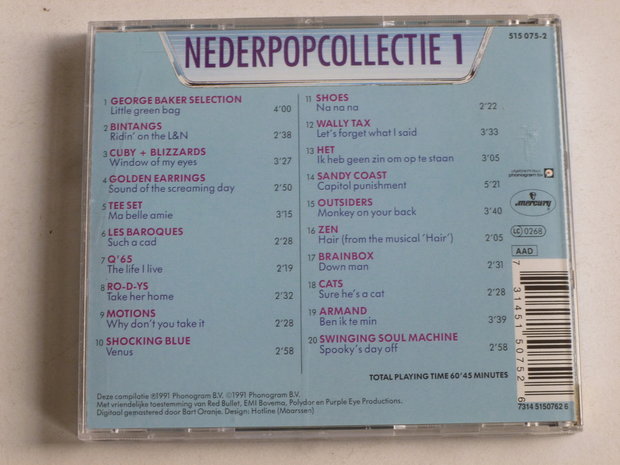 NEDERPOPCOLLECTIE 1
515 075-2
1 GEORGE BAKER SELECTION
Little green bag 4'00
2 BINTANGS
Ridin' on the L&N 2'38
3 CUBY + BLIZZARDS
Window of my eyes 3'27
4 GOLDEN EARRINGS
Sound of the screaming day 2'50
5 TEE SET
Ma belle amie 3'15
6 LES BAROQUES
Such a cad 2'28
7 Q'65
The life I live 2'19
8 RO-D-YS
Take her home 2'32
9 MOTIONS
Why don't you take it 2'28
10 SHOCKING BLUE
Venus 2'58
11 SHOES
Na na na 2'22
12 WALLY TAX
Let's forget what I said 3'33
13 HET
Ik heb geen zin om op te staan 3'05
14 SANDY COAST
Capitol punishment 5'21
15 OUTSIDERS
Monkey on your back 3'40
16 ZEN
Hair (from the musical 'Hair') 2'05
17 BRAINBOX
Down man 2'31
18 CATS
Sure he's a cat 2'28
19 ARMAND
Ben ik te min 3'39
20 SWINGING SOUL MACHINE
Spooky's day off 2'58
TOTAL PLAYING TIME 60'45 MINUTES
phonogram bv
mercury
LC 0268
AAD
7 31451 50762 6
7314 5150762 6
Deze compilatie ℗1991 Phonogram B.V. ©1991 Phonogram B.V.
Met vriendelijke toestemming van Red Bullet, EMI Bovema, Polydor en Purple Eye Productions.
Digitaal gemasterd door Bart Oranje. Design: Hotline (Maarssen)